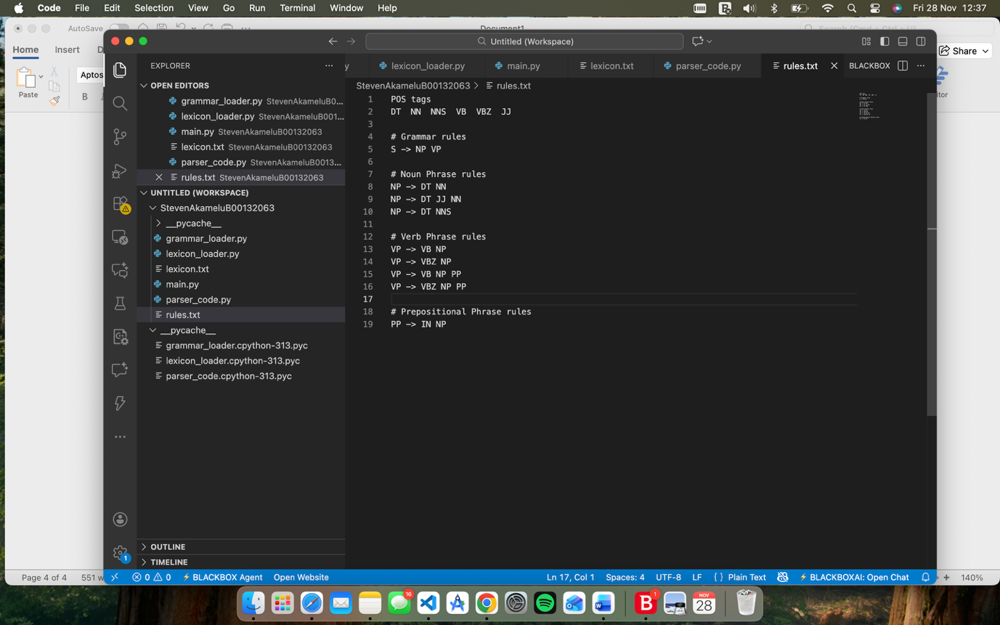 Code File Edit Selection View Go Run Terminal Window Help Fri 28 Nov 12:37
AutoSave Document1
Untitled (Workspace)
Home Insert D Share
EXPLORER
y lexicon_loader.py main.py lexicon.txt parser_code.py rules.txt BLACKBOX
Paste Aptos
B
OPEN EDITORS
grammar_loader.py StevenAkameluB0...
lexicon_loader.py StevenAkameluB001...
main.py StevenAkameluB00132063
lexicon.txt StevenAkameluB00132063
parser_code.py StevenAkameluB0013...
rules.txt StevenAkameluB00132063
UNTITLED (WORKSPACE)
StevenAkameluB00132063
__pycache__
grammar_loader.py
lexicon_loader.py
lexicon.txt
main.py
parser_code.py
rules.txt
__pycache__
grammar_loader.cpython-313.pyc
lexicon_loader.cpython-313.pyc
parser_code.cpython-313.pyc
OUTLINE
TIMELINE
StevenAkameluB00132063 > rules.txt
1 POS tags
2 DT NN NNS VB VBZ JJ
3
4 # Grammar rules
5 S -> NP VP
6
7 # Noun Phrase rules
8 NP -> DT NN
9 NP -> DT JJ NN
10 NP -> DT NNS
11
12 # Verb Phrase rules
13 VP -> VB NP
14 VP -> VBZ NP
15 VP -> VB NP PP
16 VP -> VBZ NP PP
17
18 # Prepositional Phrase rules
19 PP -> IN NP
itor
1
Page 4 of 4 551 w
0 0 BLACKBOX Agent Open Website Ln 17, Col 1 Spaces: 4 UTF-8 LF { } Plain Text BLACKBOXAI: Open Chat
140%
16
1
NOV
28